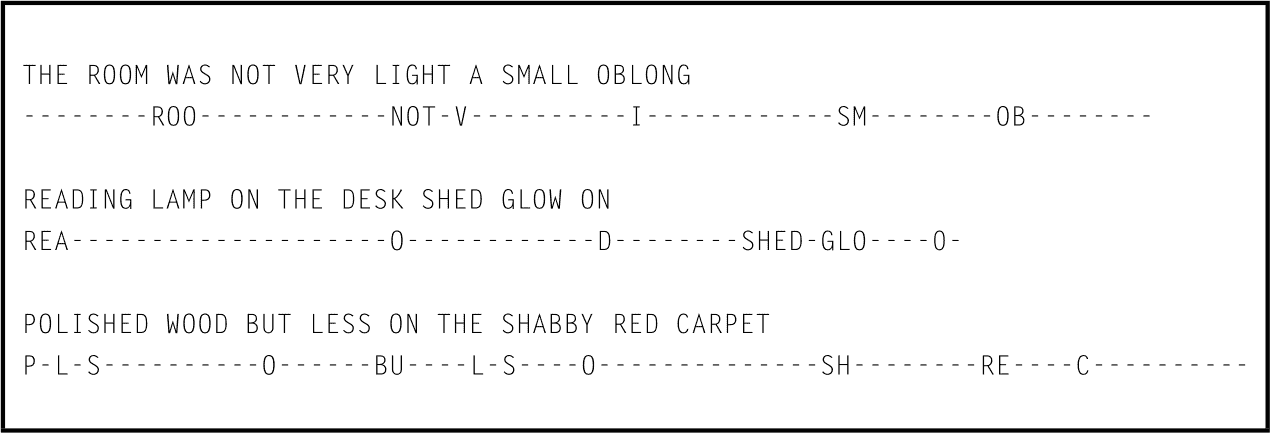 THE ROOM WAS NOT VERY LIGHT A SMALL OBLONG
--------ROO------------NOT-V----------I------------SM--------OB--------
READING LAMP ON THE DESK SHED GLOW ON
REA--------------------O------------D--------SHED-GLO----O-
POLISHED WOOD BUT LESS ON THE SHABBY RED CARPET
P-L-S----------O------BU----L-S----O--------------SH--------RE----C----------